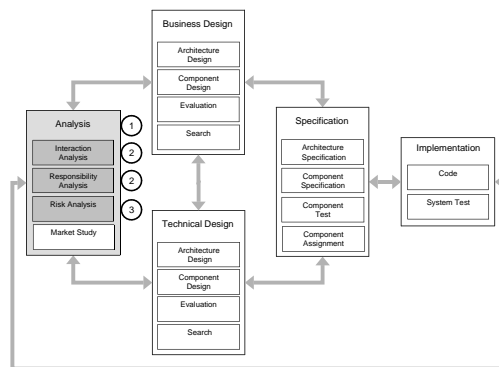 Business Design
Architecture
Design
Component
Design
Evaluation
Search
Analysis
1
Interaction
Analysis
2
Responsibility
Analysis
2
Risk Analysis
3
Market Study
Technical Design
Architecture
Design
Component
Design
Evaluation
Search
Specification
Architecture
Specification
Component
Specification
Component
Test
Component
Assignment
Implementation
Code
System Test